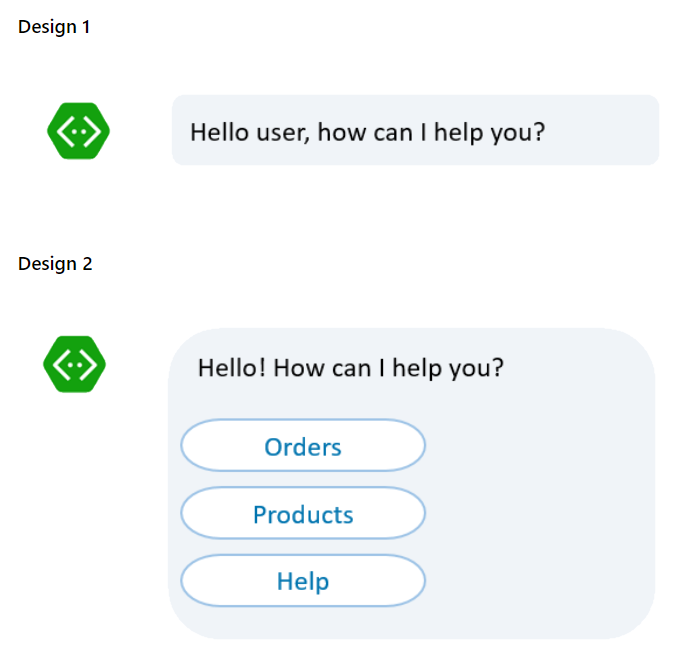 Design 1
Hello user, how can I help you?
Design 2
Hello! How can I help you?
Orders
Products
Help